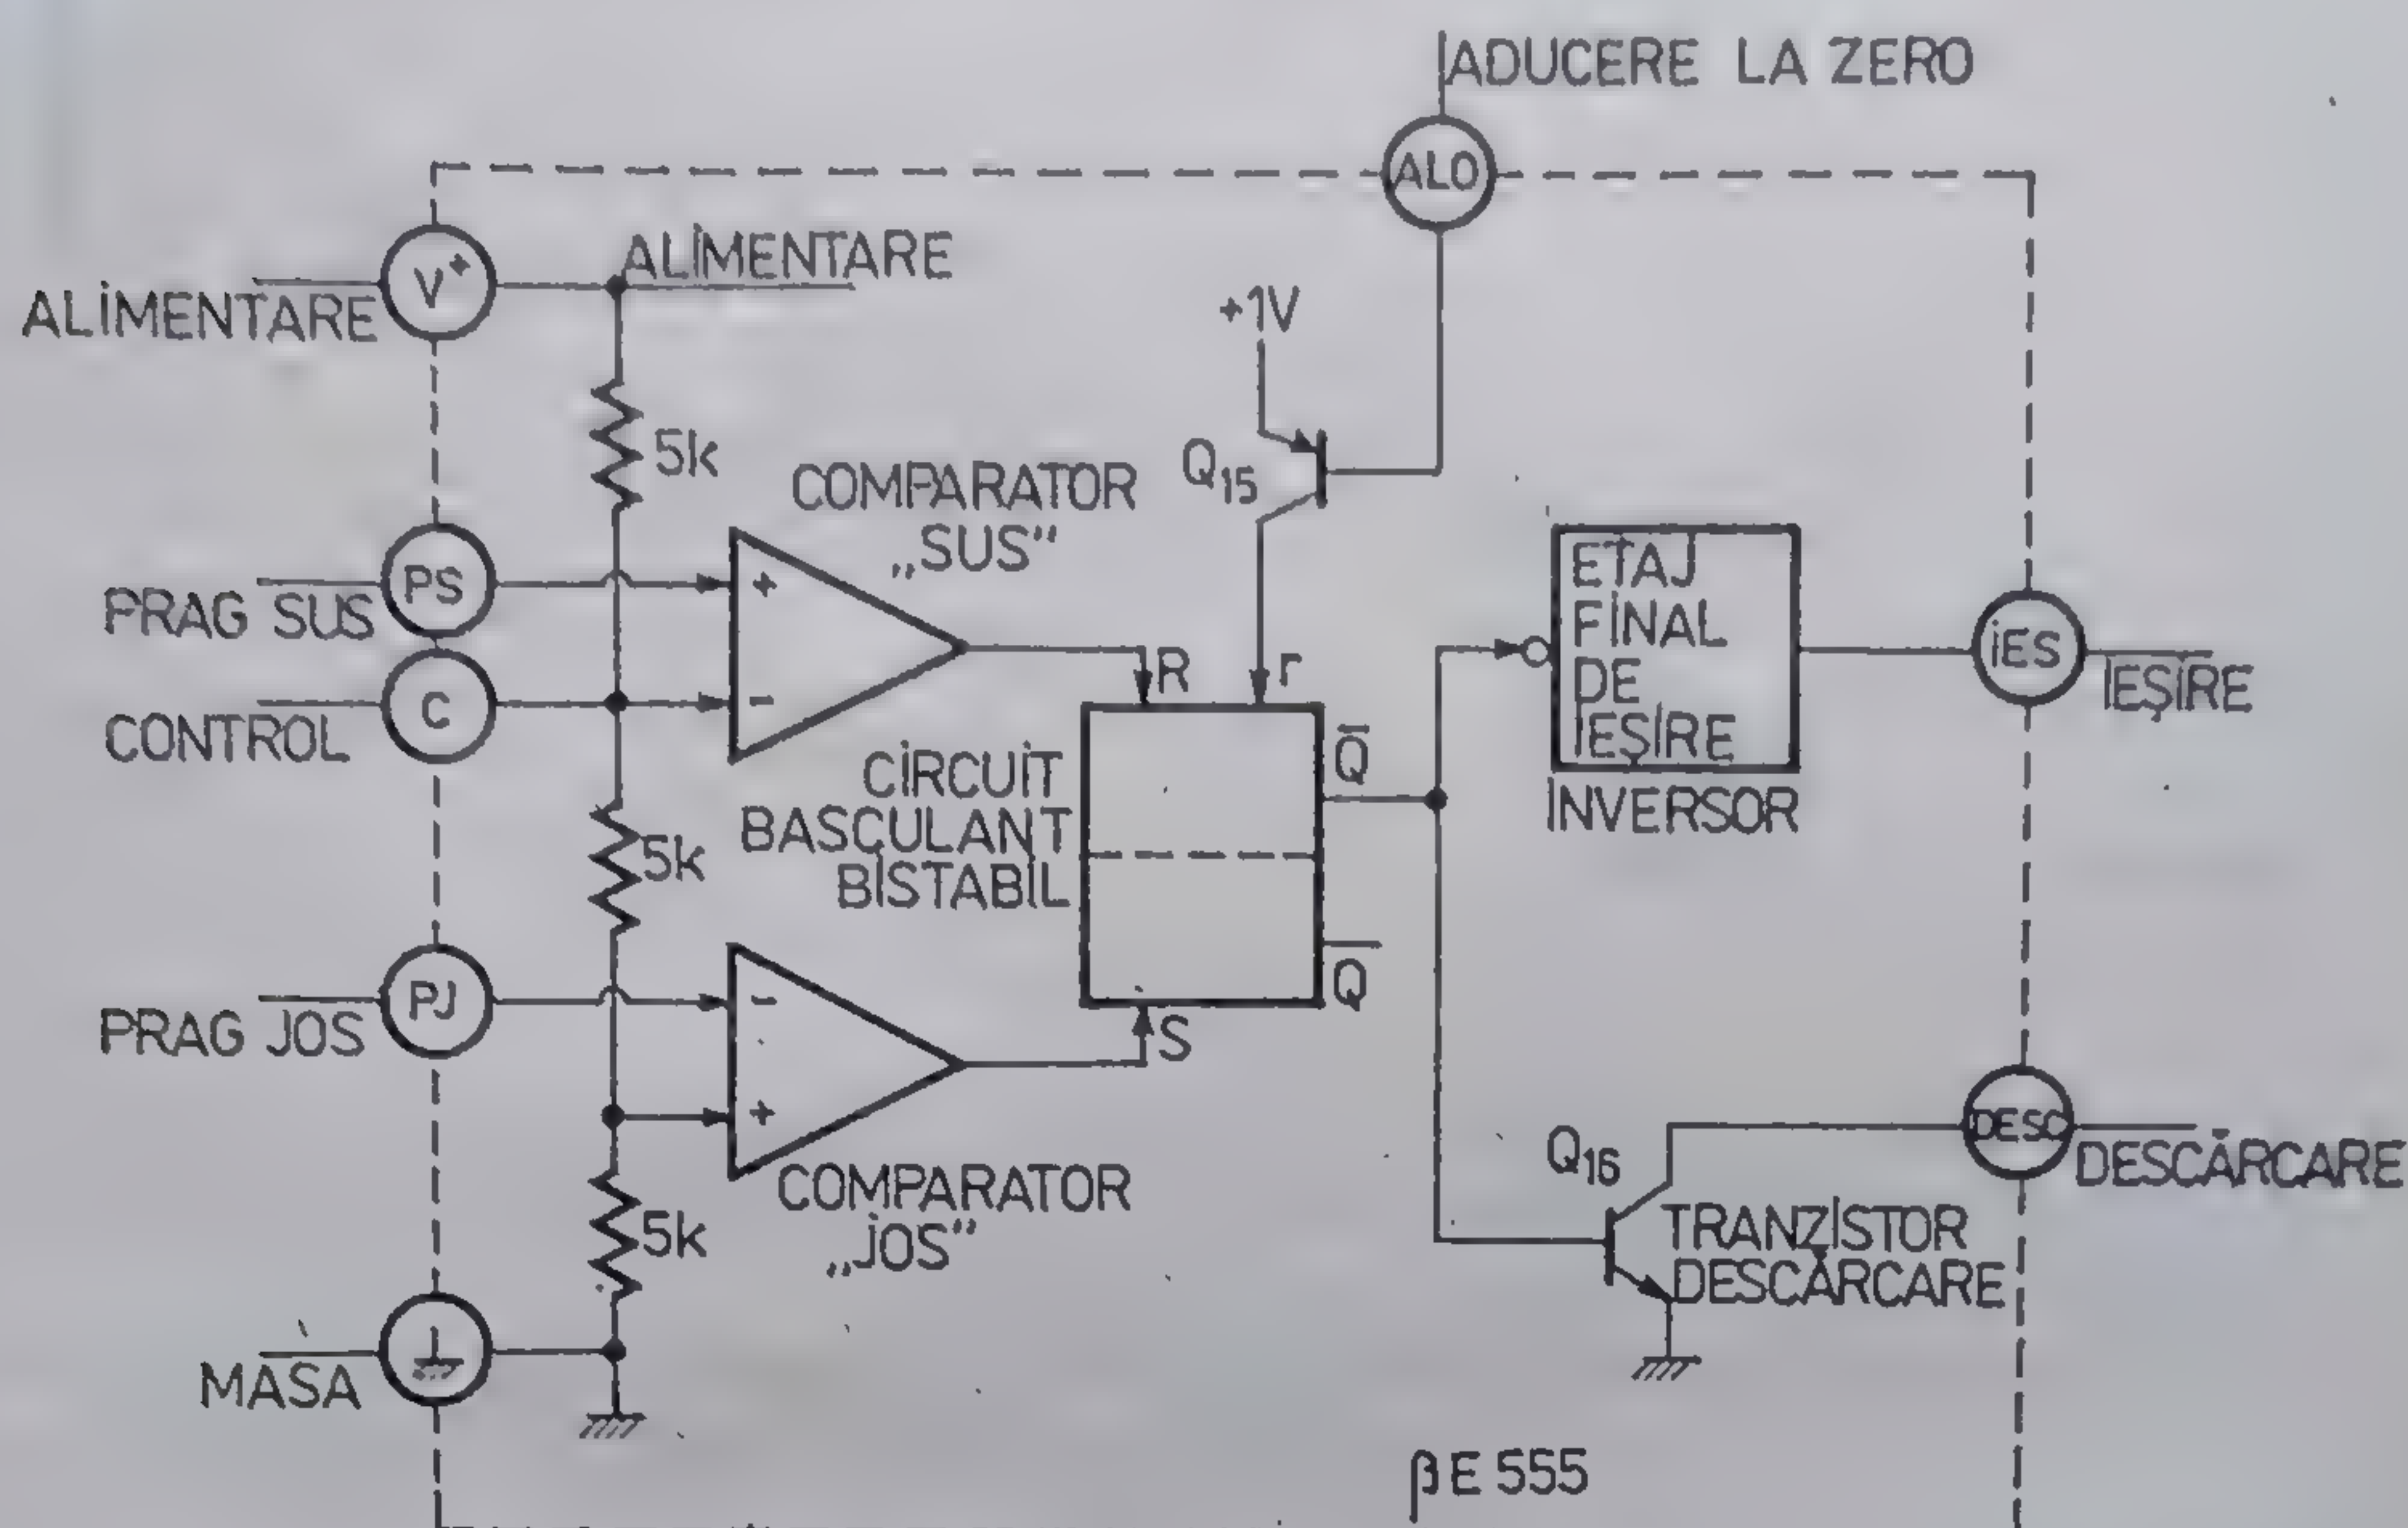 ADUCERE LA ZERO
ALO
ALIMENTARE
V+
ALIMENTARE
+1V
5k
Q15
COMPARATOR
„SUS”
PRAG SUS
PS
+
R
r
ETAJ
FINAL
DE
IEȘIRE
INVERSOR
IES
IEȘIRE
CONTROL
C
-
CIRCUIT
BASCULANT
BISTABIL
Q̄
Q
5k
PRAG JOS
PJ
-
+
S
COMPARATOR
„JOS”
5k
Q16
DESC
DESCĂRCARE
TRANZISTOR
DESCĂRCARE
MASA
βE 555